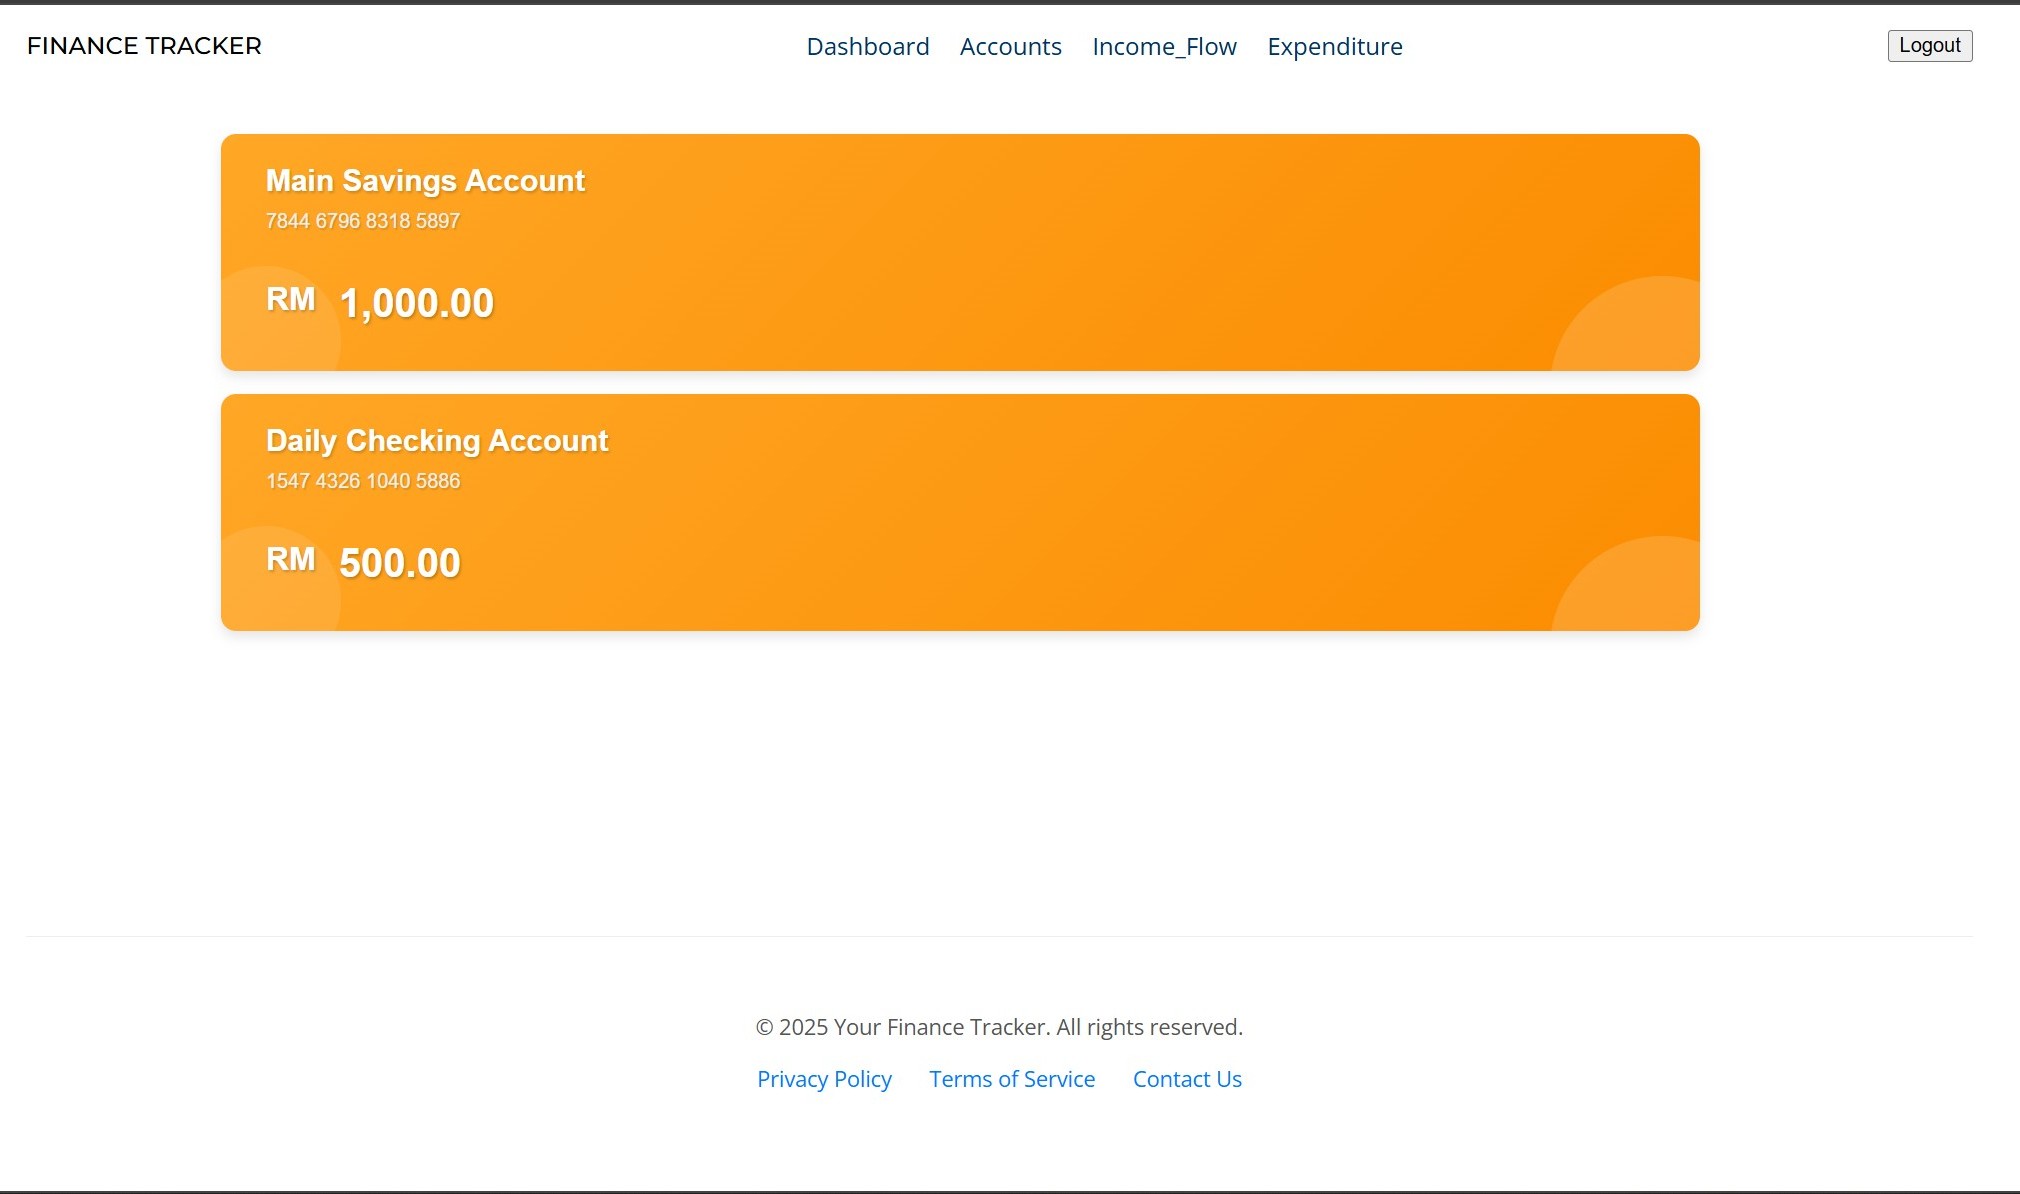 FINANCE TRACKER
Dashboard Accounts Income_Flow Expenditure
Logout
Main Savings Account
7844 6796 8318 5897
RM 1,000.00
Daily Checking Account
1547 4326 1040 5886
RM 500.00
© 2025 Your Finance Tracker. All rights reserved.
Privacy Policy Terms of Service Contact Us